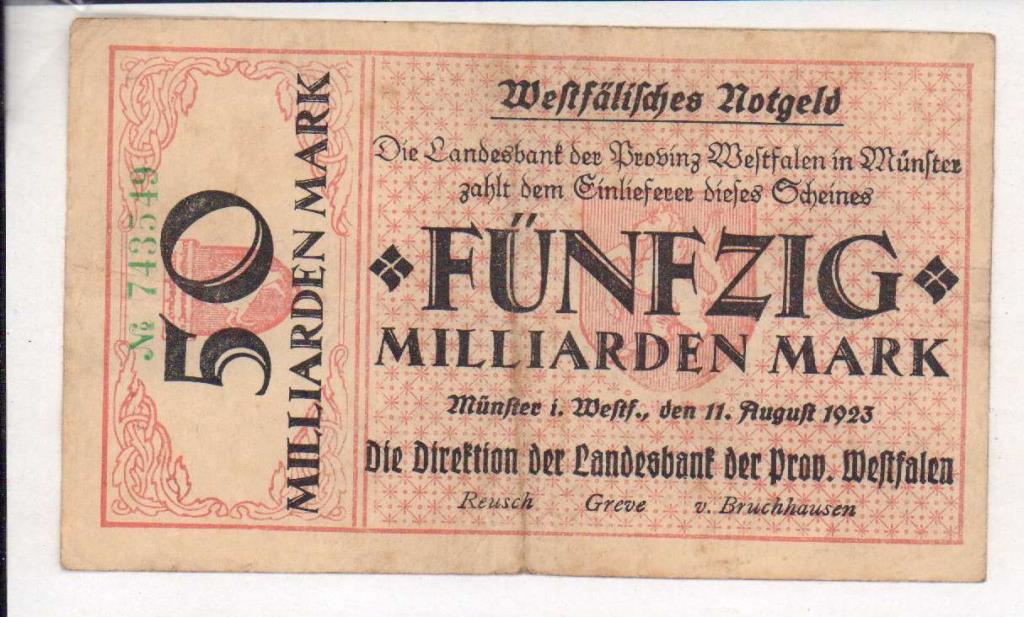 № 743549
50
MILLIARDEN MARK
Westfälisches Notgeld
Die Landesbank der Provinz Westfalen in Münster
zahlt dem Einlieferer dieses Scheines
FÜNFZIG
MILLIARDEN MARK
Münster i. Westf., den 11. August 1923
Die Direktion der Landesbank der Prov. Westfalen
Reusch Greve v. Bruchhausen